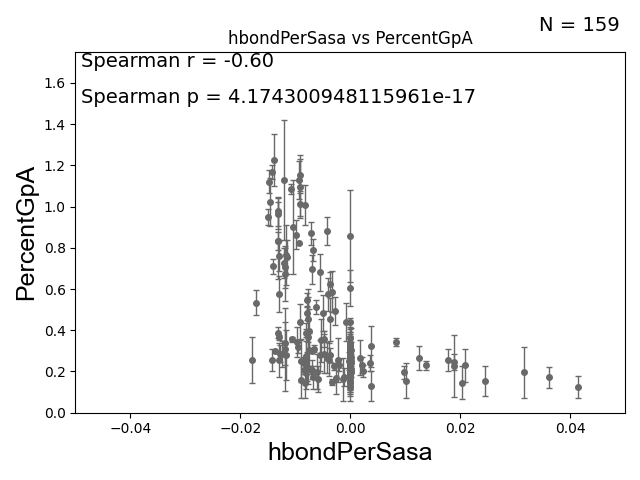 N = 159
hbondPerSasa vs PercentGpA
Spearman r = -0.60
Spearman p = 4.174300948115961e-17
PercentGpA
1.6
1.4
1.2
1.0
0.8
0.6
0.4
0.2
0.0
−0.04 −0.02 0.00 0.02 0.04
hbondPerSasa